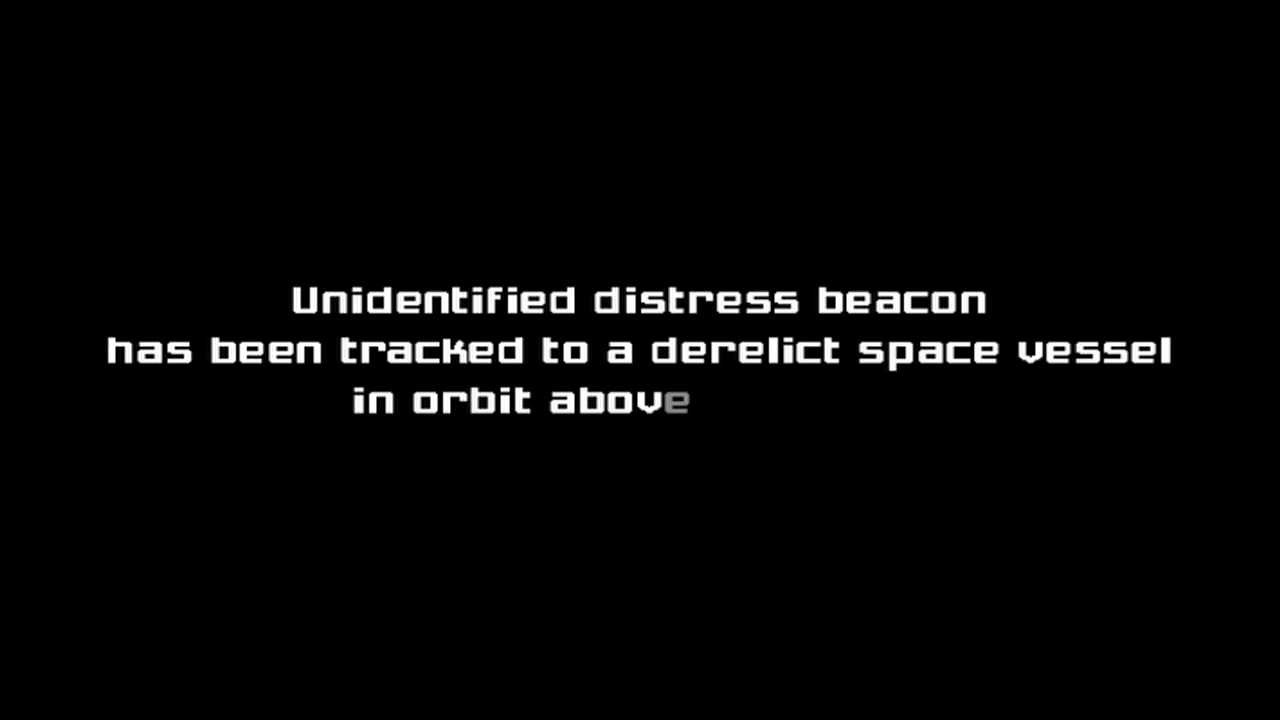 Unidentified distress beacon
has been tracked to a derelict space vessel
in orbit above